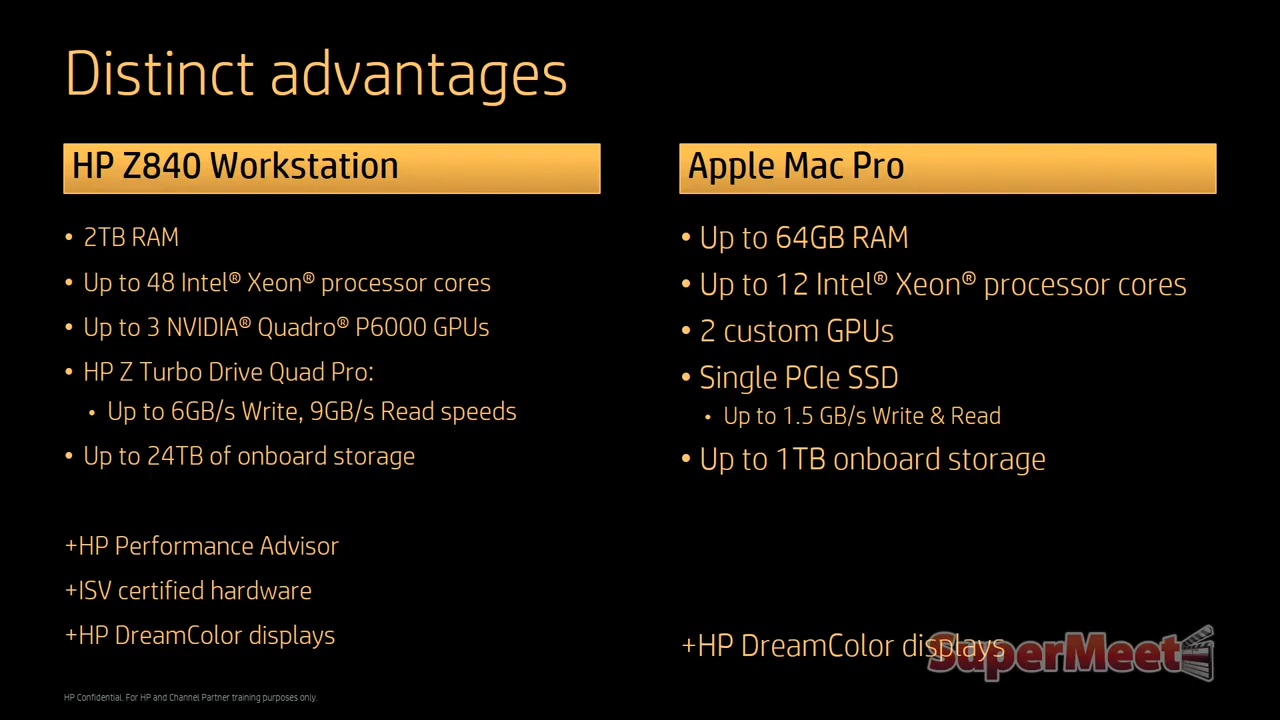 Distinct advantages
HP Z840 Workstation
• 2TB RAM
• Up to 48 Intel® Xeon® processor cores
• Up to 3 NVIDIA® Quadro® P6000 GPUs
• HP Z Turbo Drive Quad Pro:
• Up to 6GB/s Write, 9GB/s Read speeds
• Up to 24TB of onboard storage
+HP Performance Advisor
+ISV certified hardware
+HP DreamColor displays
Apple Mac Pro
• Up to 64GB RAM
• Up to 12 Intel® Xeon® processor cores
• 2 custom GPUs
• Single PCIe SSD
• Up to 1.5 GB/s Write & Read
• Up to 1TB onboard storage
+HP DreamColor displays
SuperMeet
HP Confidential. For HP and Channel Partner training purposes only.